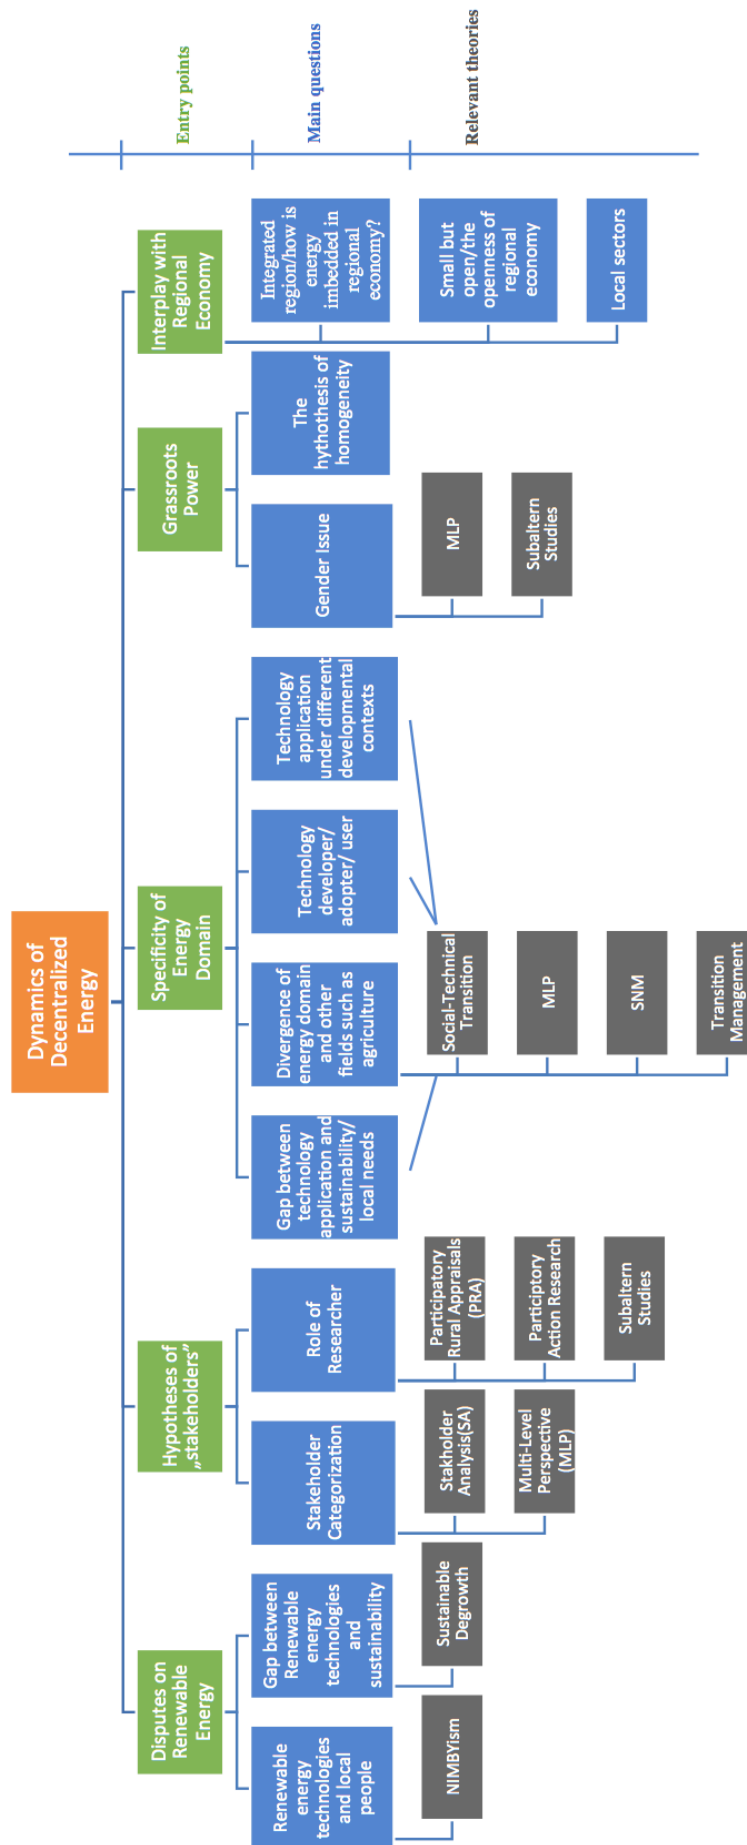 Dynamics of
Decentralized
Energy
Entry points
Disputes on
Renewable
Energy
Hypotheses of
„stakeholders”
Specificity of
Energy
Domain
Grassroots
Power
Interplay with
Regional
Economy
Main questions
Renewable
energy
technologies
and local
people
Gap between
Renewable
energy
technologies
and
sustainability
Stakeholder
Categorization
Role of
Researcher
Gap between
technology
application and
sustainability/
local needs
Divergence of
energy domain
and other
fields such as
agriculture
Technology
developer/
adopter/ user
Technology
application
under different
developmental
contexts
Gender Issue
The
hythothesis of
homogeneity
Integrated
region/how is
energy
imbedded in
regional
economy?
Small but
open/the
openness of
regional
economy
Local sectors
Relevant theories
NIMBYism
Sustainable
Degrowth
Stakholder
Analysis(SA)
Multi-Level
Perspective
(MLP)
Participatory
Rural Appraisals
(PRA)
Participtory
Action Research
Subaltern
Studies
Social-Technical
Transition
MLP
SNM
Transition
Management
MLP
Subaltern
Studies